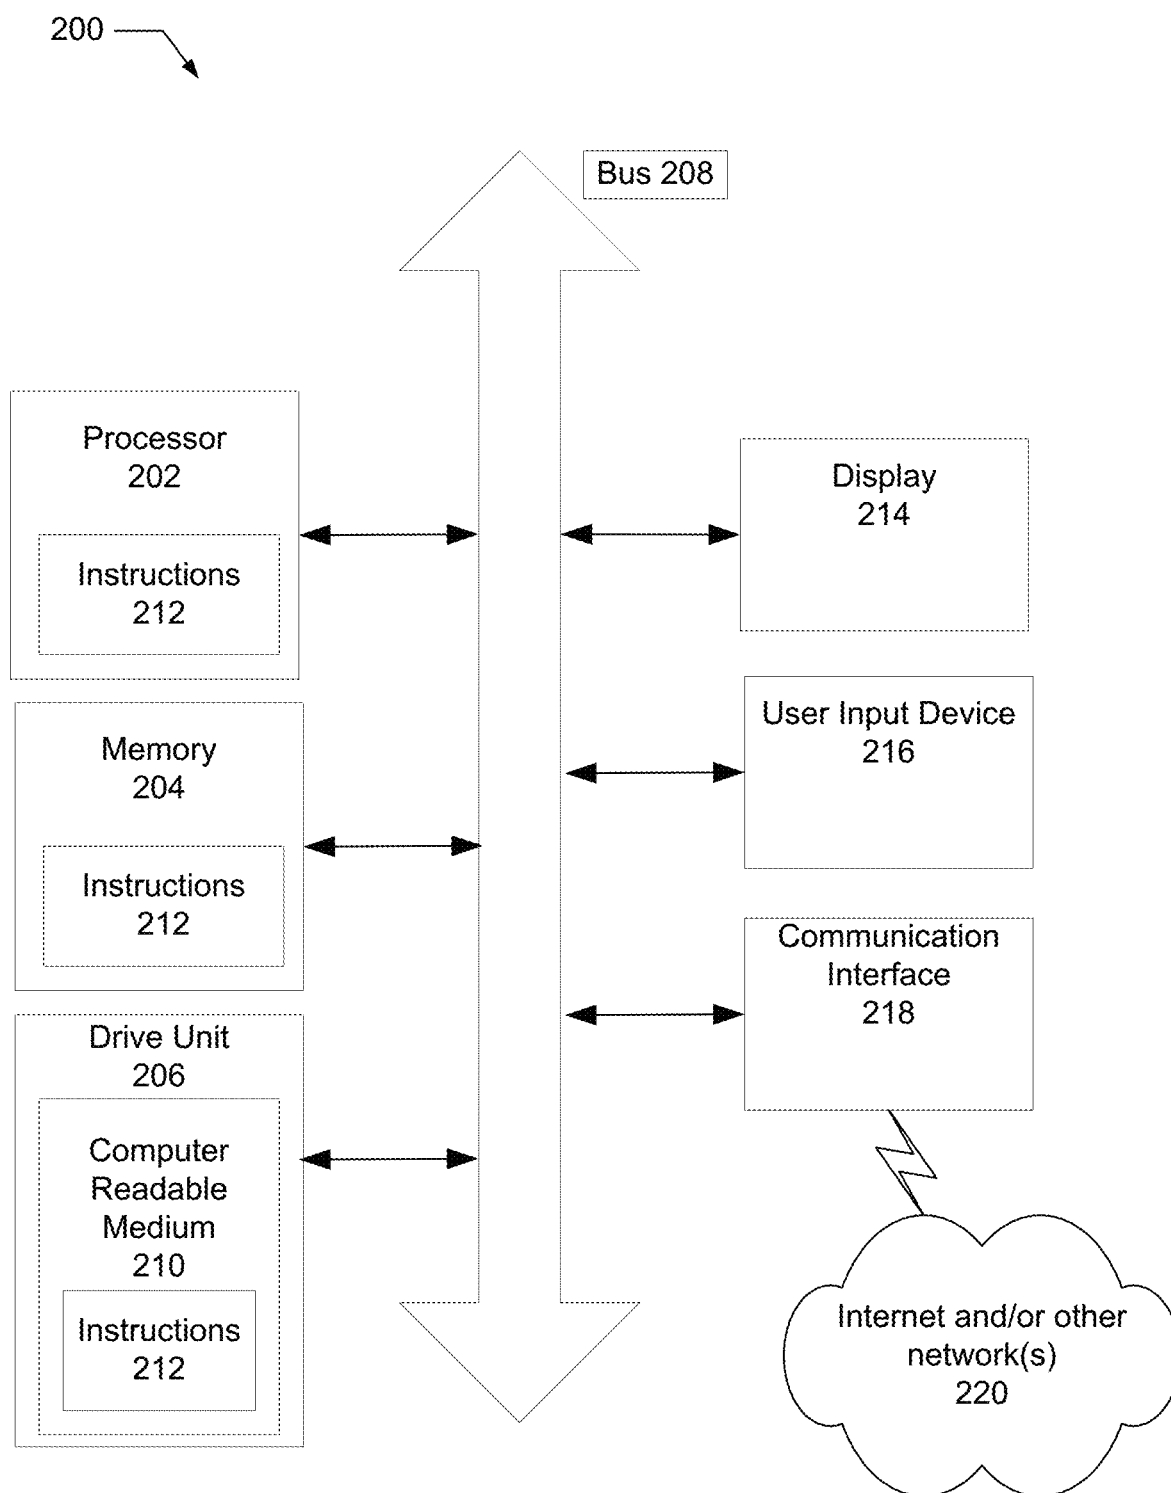 200
Bus 208
Processor
202
Instructions
212
Memory
204
Instructions
212
Drive Unit
206
Computer
Readable
Medium
210
Instructions
212
Display
214
User Input Device
216
Communication
Interface
218
Internet and/or other
network(s)
220